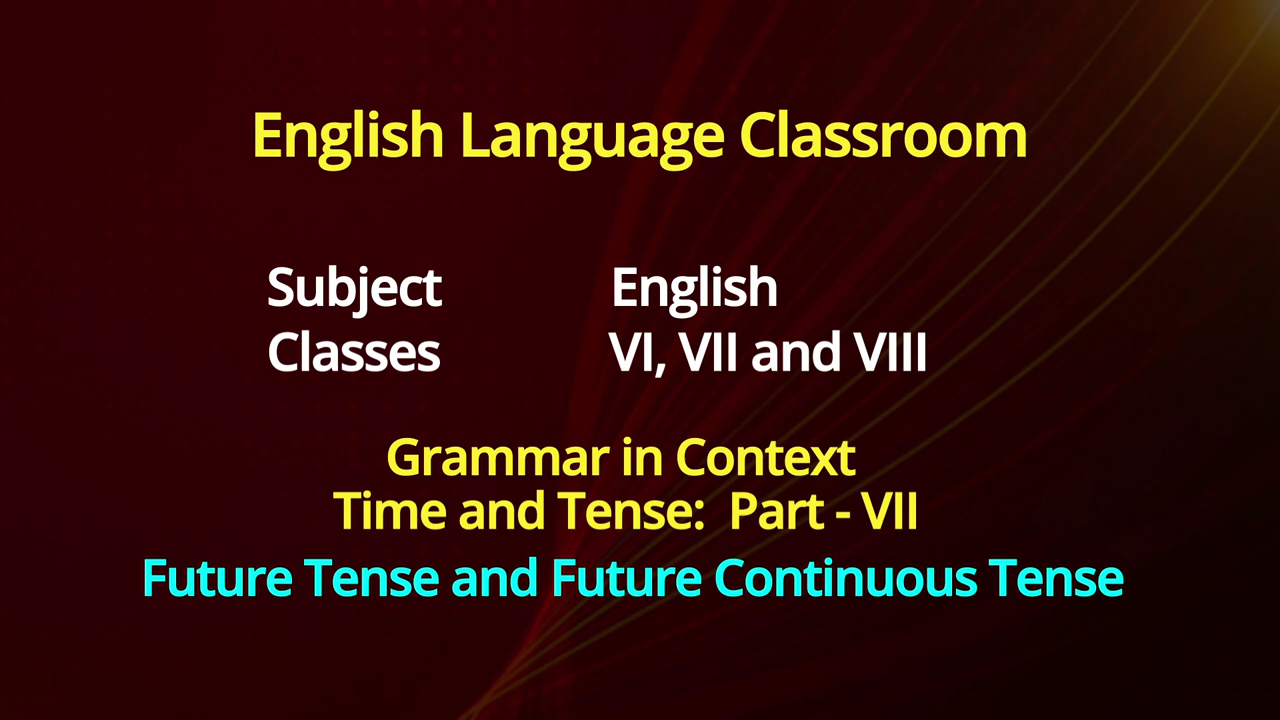 English Language Classroom
Subject English
Classes VI, VII and VIII
Grammar in Context
Time and Tense: Part - VII
Future Tense and Future Continuous Tense